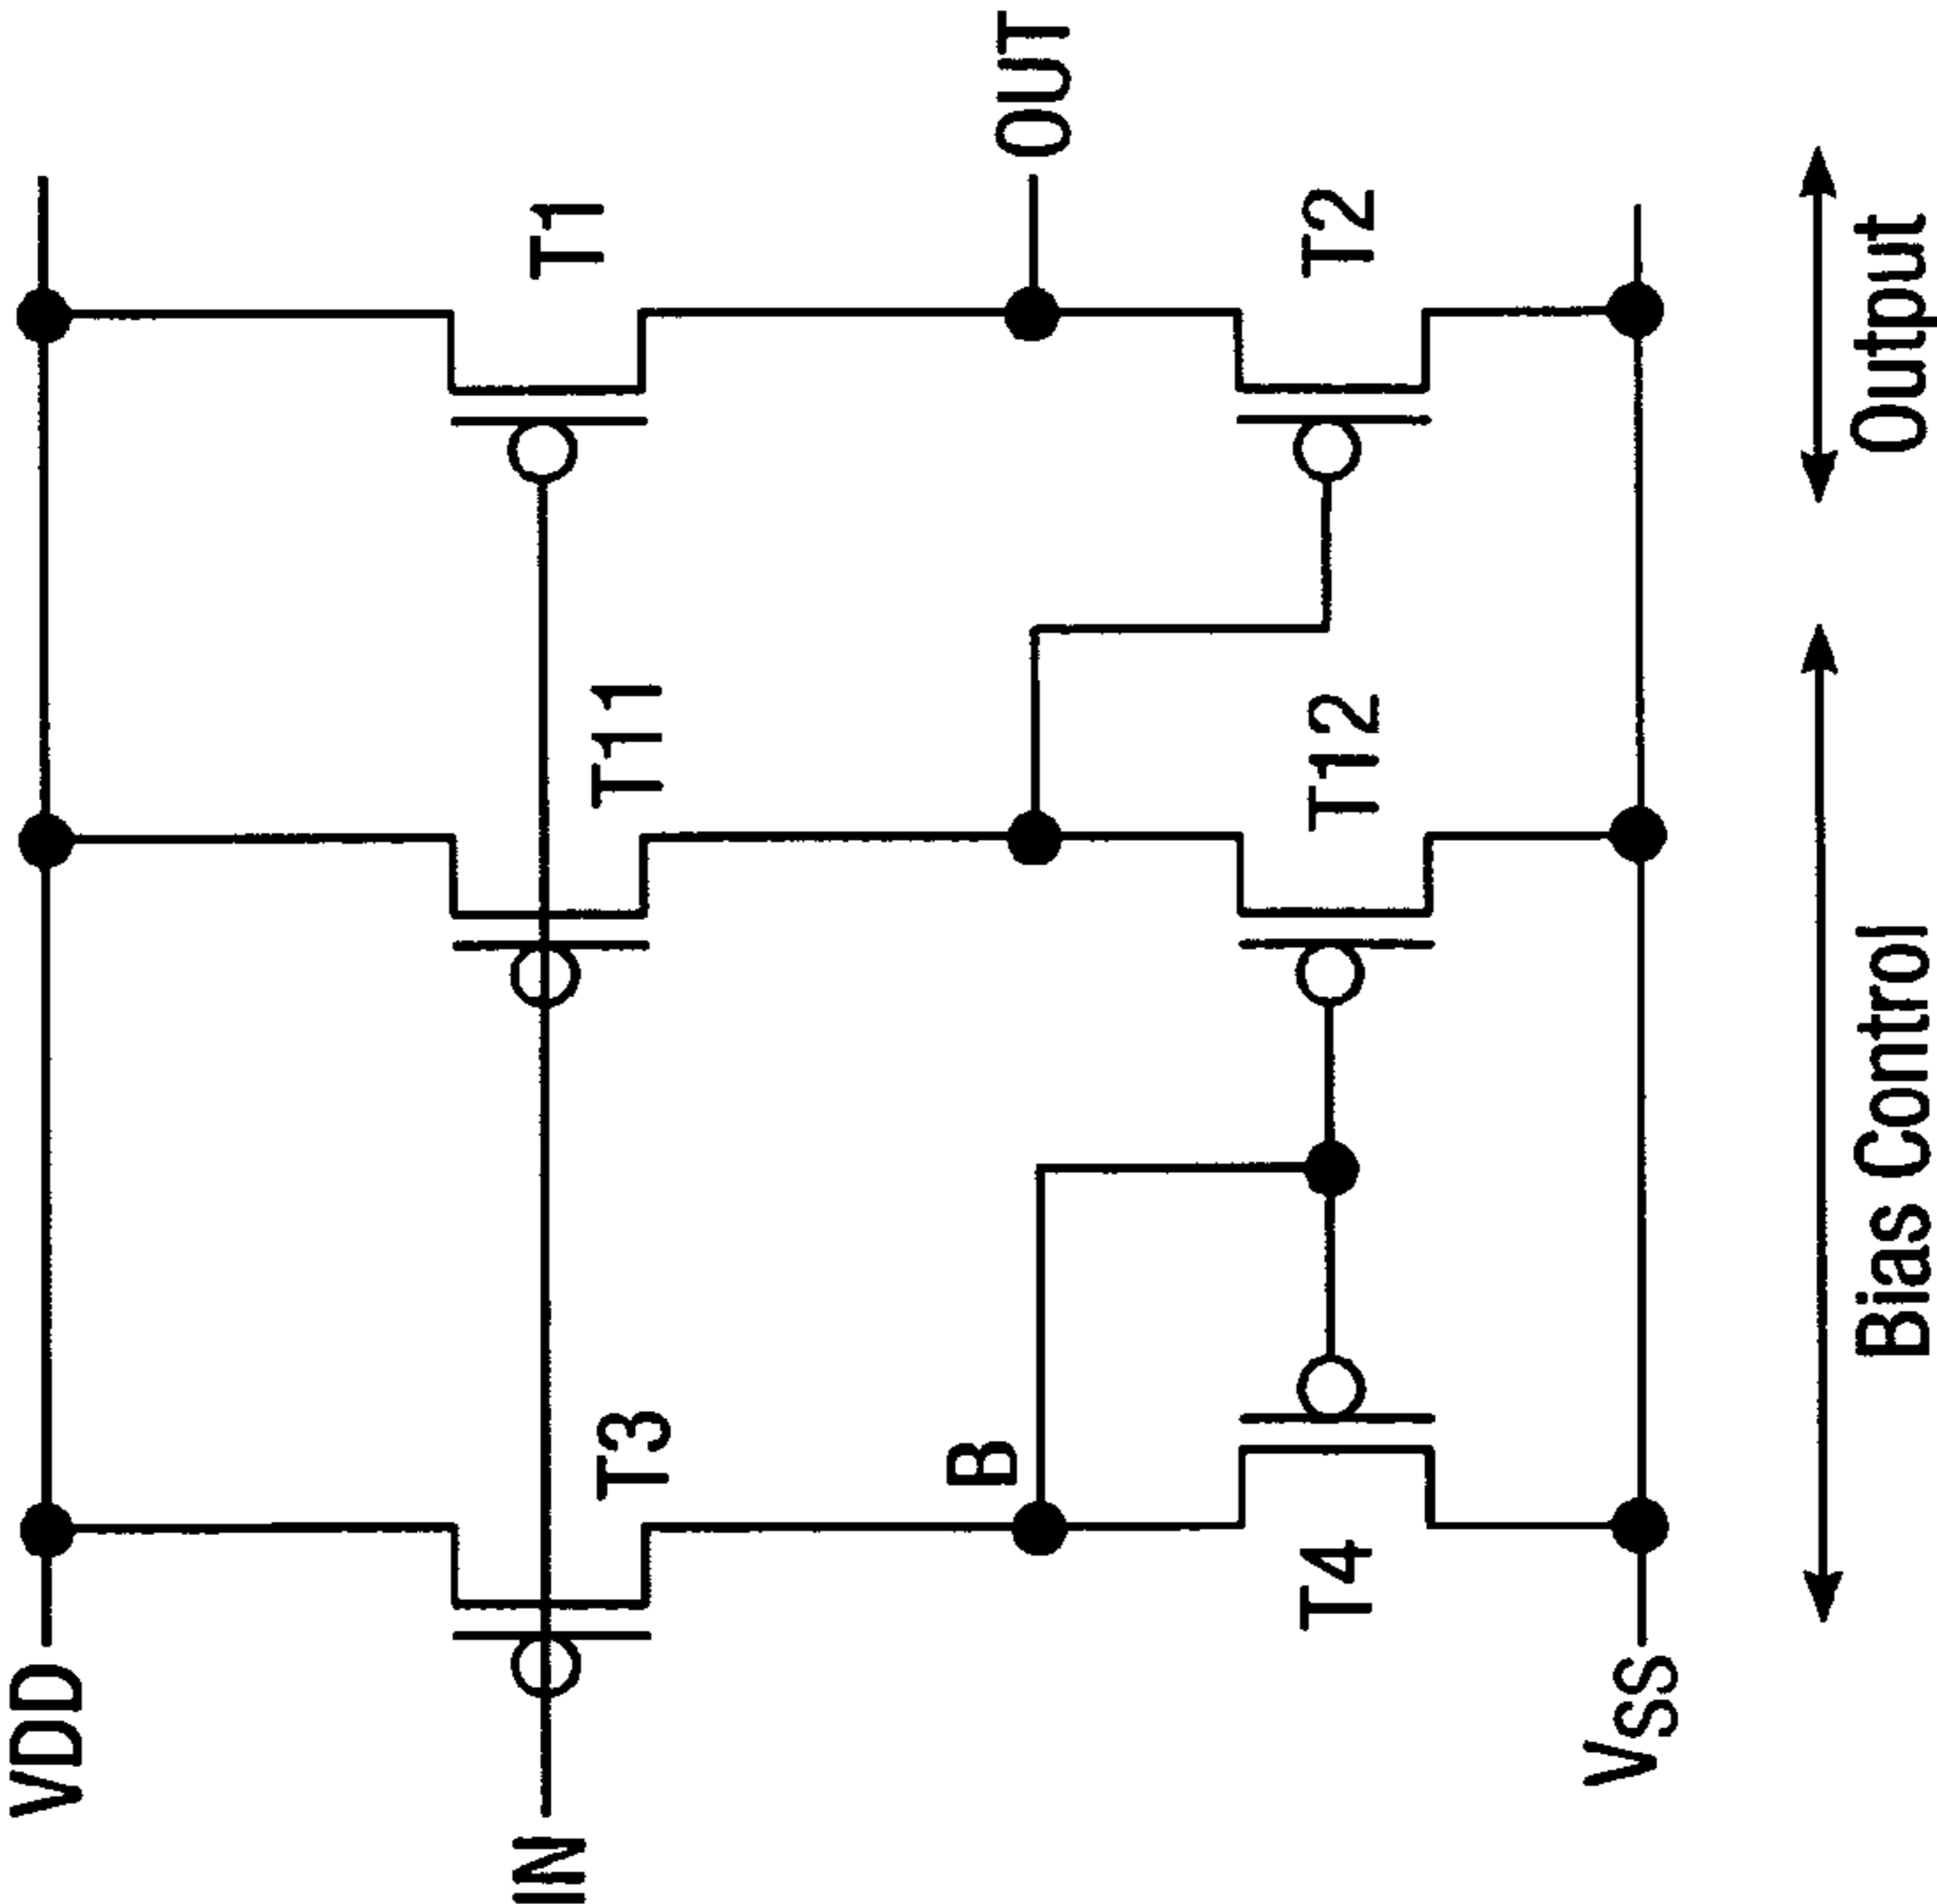 VDD
IN
T3
T11
T1
B
OUT
T4
T12
T2
VSS
Bias Control
Output